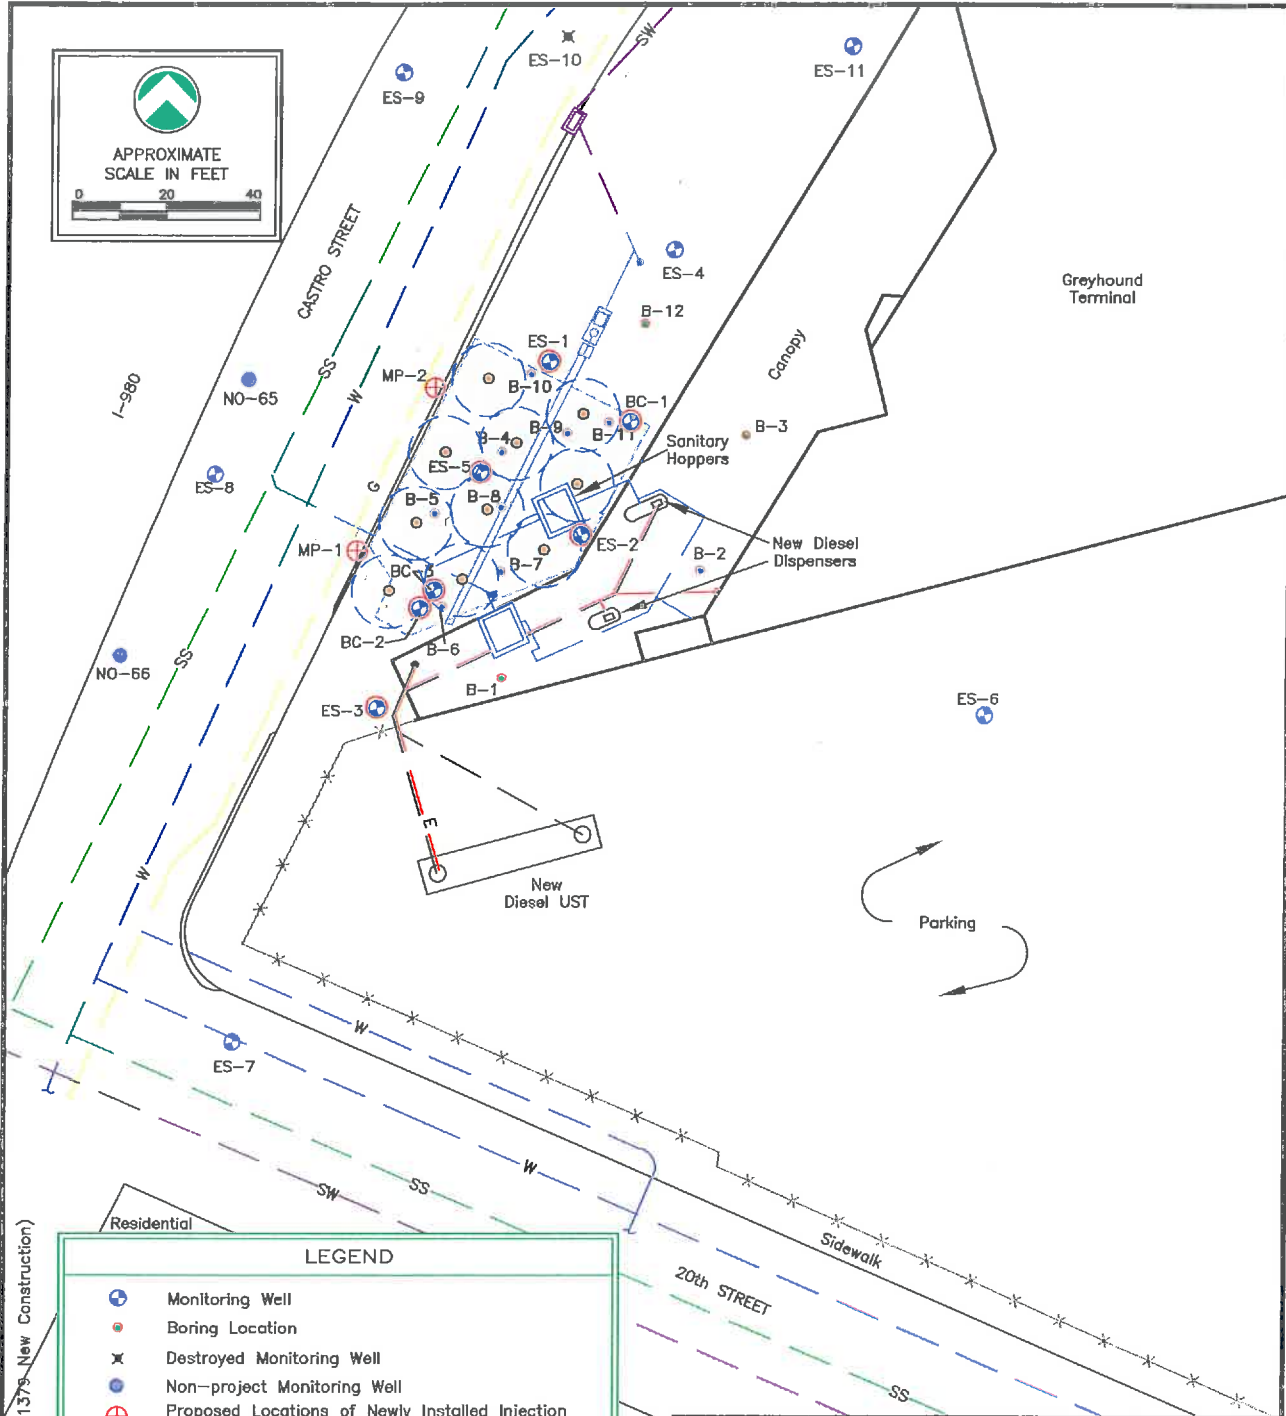 APPROXIMATE
SCALE IN FEET
0 20 40
ES-9
ES-10
SW
ES-11
CASTRO STREET
ES-4
B-12
Greyhound
Terminal
Canopy
I-980
SS
W
NO-65
MP-2
ES-1
B-10
BC-1
B-9
B-11
B-4
B-3
Sanitary
Hoppers
ES-8
G
ES-5
B-5
B-8
MP-1
ES-2
New Diesel
Dispensers
B-2
B-7
BC-3
BC-2
B-6
NO-66
SS
B-1
ES-3
ES-6
E
New
Diesel UST
W
Parking
W
ES-7
W
SW
SS
Residential
Sidewalk
20th STREET
SS
1379 New Construction)
LEGEND
Monitoring Well
Boring Location
Destroyed Monitoring Well
Non-project Monitoring Well
Proposed Locations of Newly Installed Injection